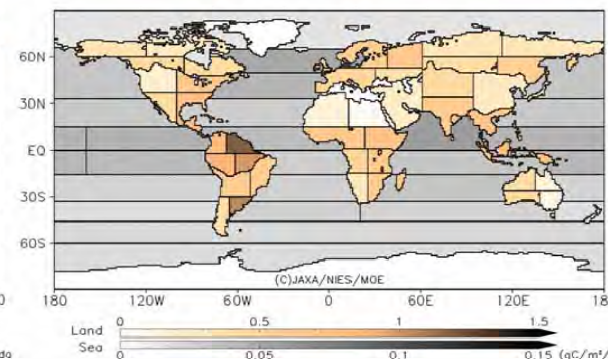 60N
30N
EQ
30S
60S
(C)JAXA/NIES/MOE
180 120W 60W 0 60E 120E 180
Land 0 0.5 1 1.5
Sea 0 0.05 0.1 0.15 (gC/m²/